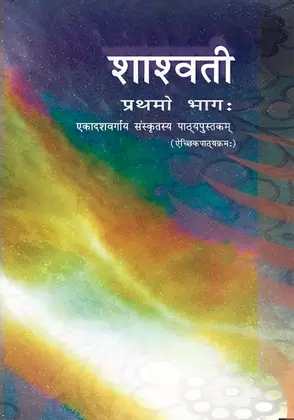 शाश्वती
प्रथमो भागः
एकादशवर्गाय संस्कृतस्य पाठ्यपुस्तकम्
(ऐच्छिकपाठ्यक्रमः)